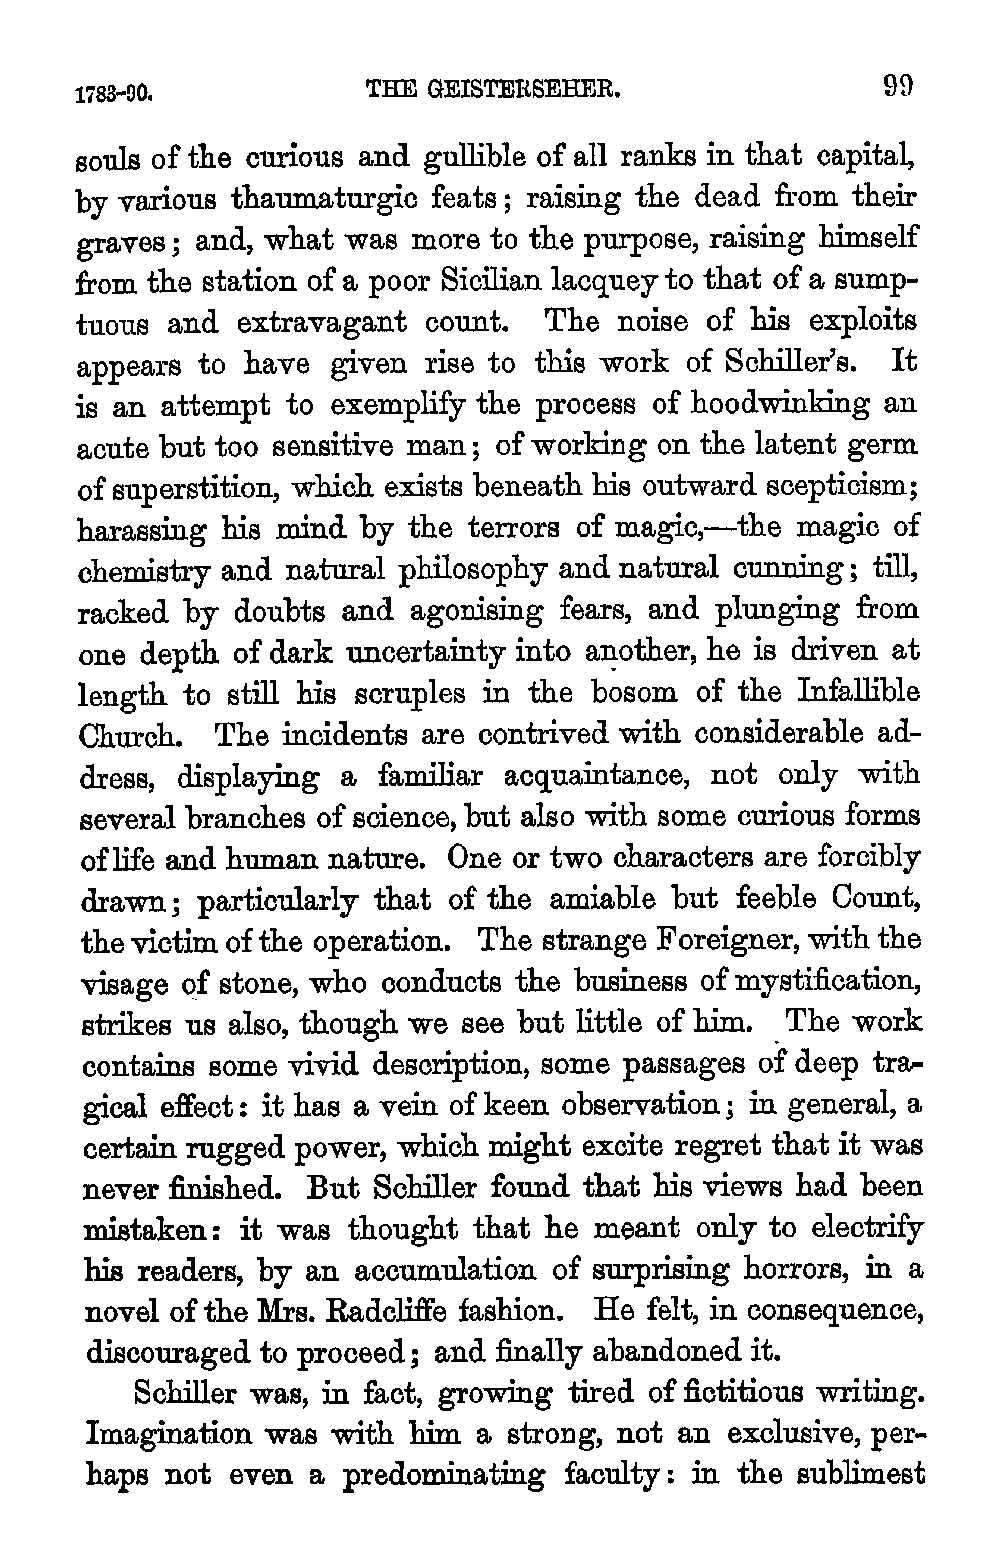 1783-90. THE GEISTERSEHER. 99
souls of the curious and gullible of all ranks in that capital,
by various thaumaturgic feats; raising the dead from their
graves; and, what was more to the purpose, raising himself
from the station of a poor Sicilian lacquey to that of a sump-
tuous and extravagant count. The noise of his exploits
appears to have given rise to this work of Schiller's. It
is an attempt to exemplify the process of hoodwinking an
acute but too sensitive man; of working on the latent germ
of superstition, which exists beneath his outward scepticism;
harassing his mind by the terrors of magic,—the magic of
chemistry and natural philosophy and natural cunning; till,
racked by doubts and agonising fears, and plunging from
one depth of dark uncertainty into another, he is driven at
length to still his scruples in the bosom of the Infallible
Church. The incidents are contrived with considerable ad-
dress, displaying a familiar acquaintance, not only with
several branches of science, but also with some curious forms
of life and human nature. One or two characters are forcibly
drawn; particularly that of the amiable but feeble Count,
the victim of the operation. The strange Foreigner, with the
visage of stone, who conducts the business of mystification,
strikes us also, though we see but little of him. The work
contains some vivid description, some passages of deep tra-
gical effect: it has a vein of keen observation; in general, a
certain rugged power, which might excite regret that it was
never finished. But Schiller found that his views had been
mistaken: it was thought that he meant only to electrify
his readers, by an accumulation of surprising horrors, in a
novel of the Mrs. Radcliffe fashion. He felt, in consequence,
discouraged to proceed; and finally abandoned it.
Schiller was, in fact, growing tired of fictitious writing.
Imagination was with him a strong, not an exclusive, per-
haps not even a predominating faculty: in the sublimest